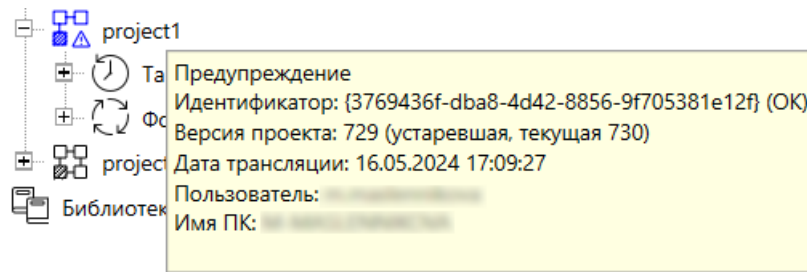 project1
Та
Предупреждение
Идентификатор: {3769436f-dba8-4d42-8856-9f705381e12f} (ОК)
Фо
Версия проекта: 729 (устаревшая, текущая 730)
project
Дата трансляции: 16.05.2024 17:09:27
Библиотек
Пользователь:
Имя ПК: